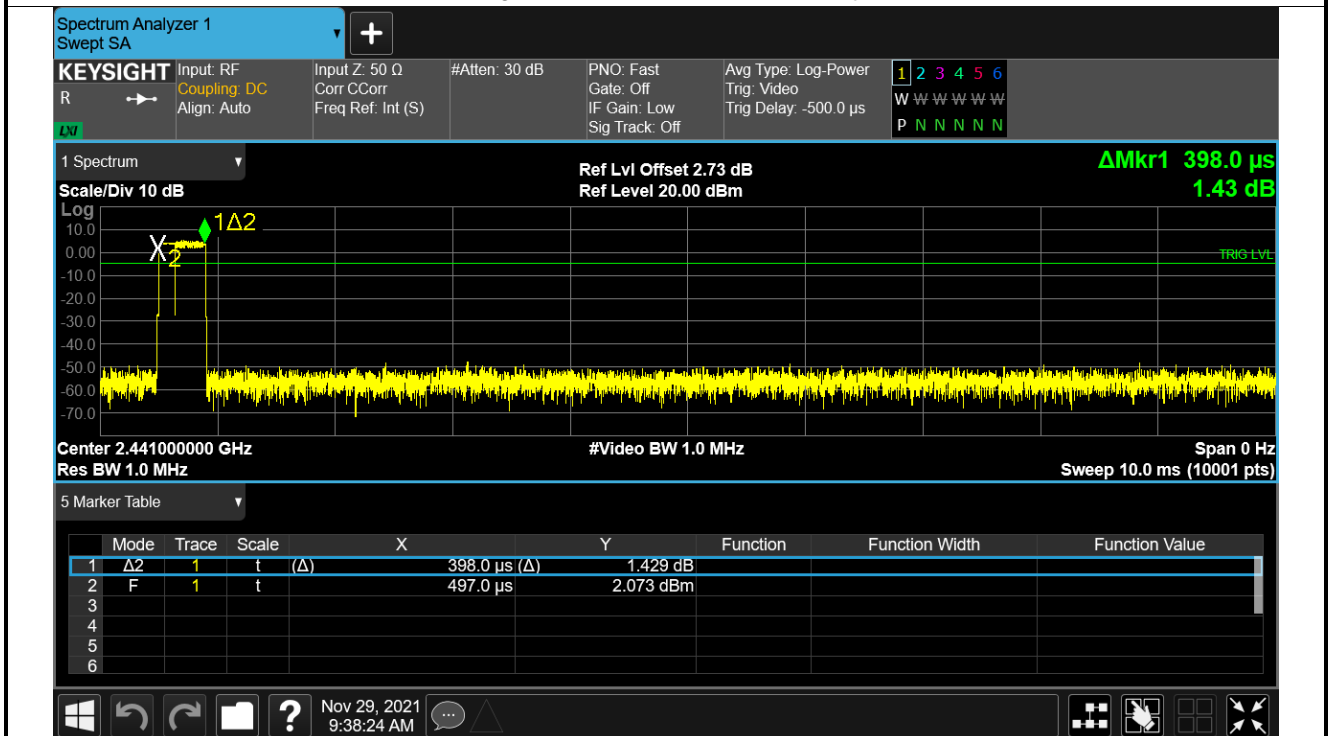 Spectrum Analyzer 1
Swept SA
KEYSIGHT Input: RF Input Z: 50 Ω #Atten: 30 dB PNO: Fast Avg Type: Log-Power 1 2 3 4 5 6
R Coupling: DC Corr CCorr Gate: Off Trig: Video W W W W W W
Align: Auto Freq Ref: Int (S) IF Gain: Low Trig Delay: -500.0 µs
LXI Sig Track: Off P N N N N N
1 Spectrum Ref Lvl Offset 2.73 dB ΔMkr1 398.0 µs
Scale/Div 10 dB Ref Level 20.00 dBm 1.43 dB
Log
1Δ2
10.0
X
2
0.00
TRIG LVL
-10.0
-20.0
-30.0
-40.0
-50.0
-60.0
-70.0
Center 2.441000000 GHz #Video BW 1.0 MHz Span 0 Hz
Res BW 1.0 MHz Sweep 10.0 ms (10001 pts)
5 Marker Table
Mode Trace Scale X Y Function Function Width Function Value
1 Δ2 1 t (Δ) 398.0 µs (Δ) 1.429 dB
2 F 1 t 497.0 µs 2.073 dBm
3
4
5
6
? Nov 29, 2021
9:38:24 AM